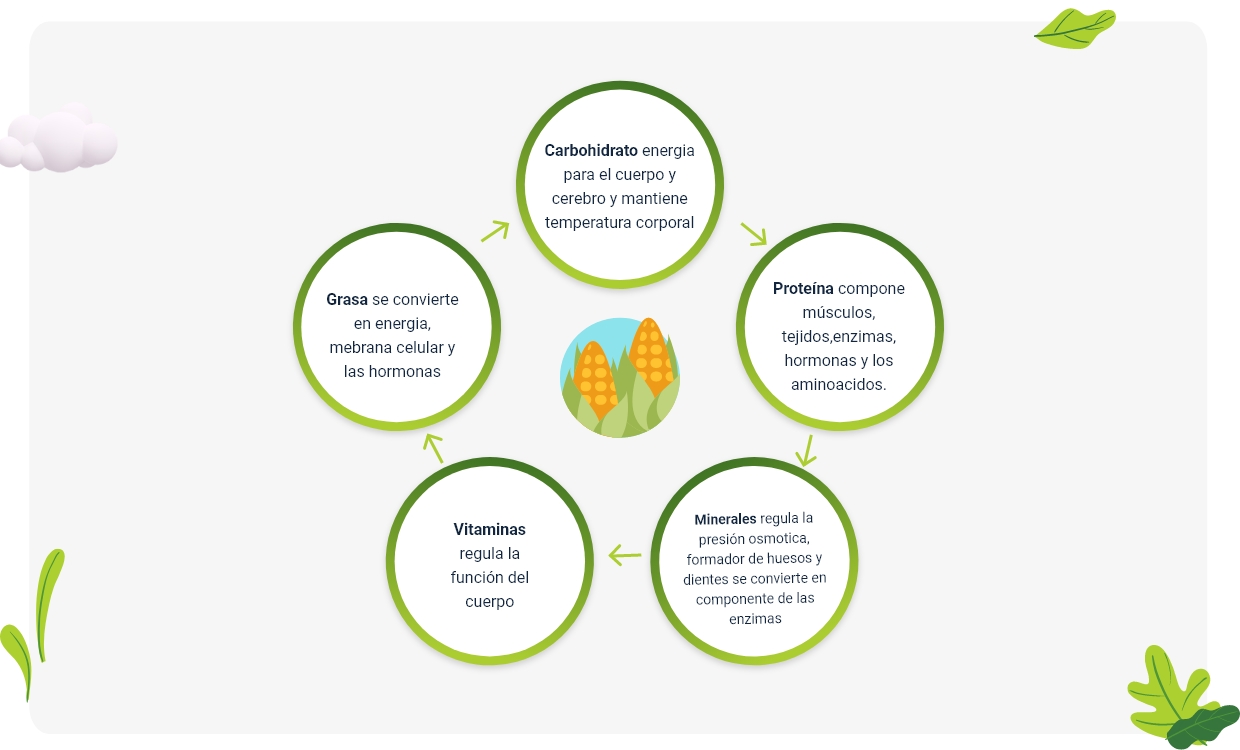 Carbohidrato energia
para el cuerpo y
cerebro y mantiene
temperatura corporal
Proteína compone
músculos,
tejidos,enzimas,
hormonas y los
aminoacidos.
Minerales regula la
presión osmotica,
formador de huesos y
dientes se convierte en
componente de las
enzimas
Vitaminas
regula la
función del
cuerpo
Grasa se convierte
en energia,
mebrana celular y
las hormonas